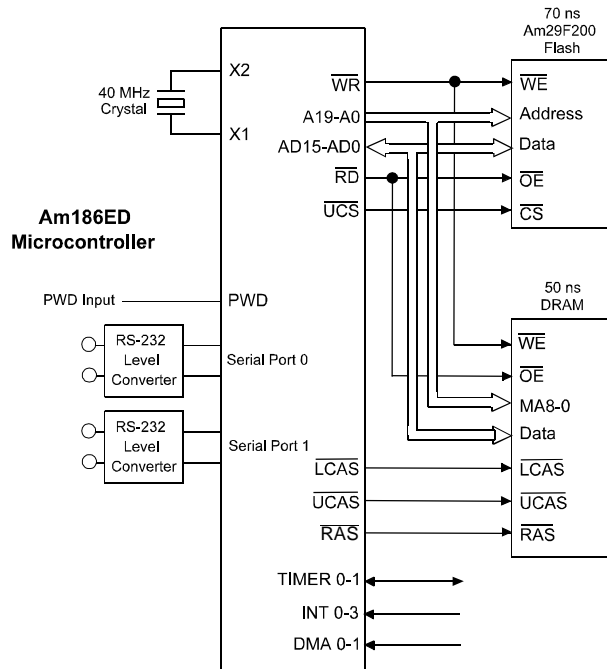 70 ns
Am29F200
Flash
X2
40 MHz
Crystal
X1
WR
A19-A0
AD15-AD0
RD
UCS
WE
Address
Data
OE
CS
Am186ED
Microcontroller
PWD Input
PWD
RS-232
Level
Converter
Serial Port 0
RS-232
Level
Converter
Serial Port 1
50 ns
DRAM
WE
OE
MA8-0
Data
LCAS
LCAS
UCAS
UCAS
RAS
RAS
TIMER 0-1
INT 0-3
DMA 0-1